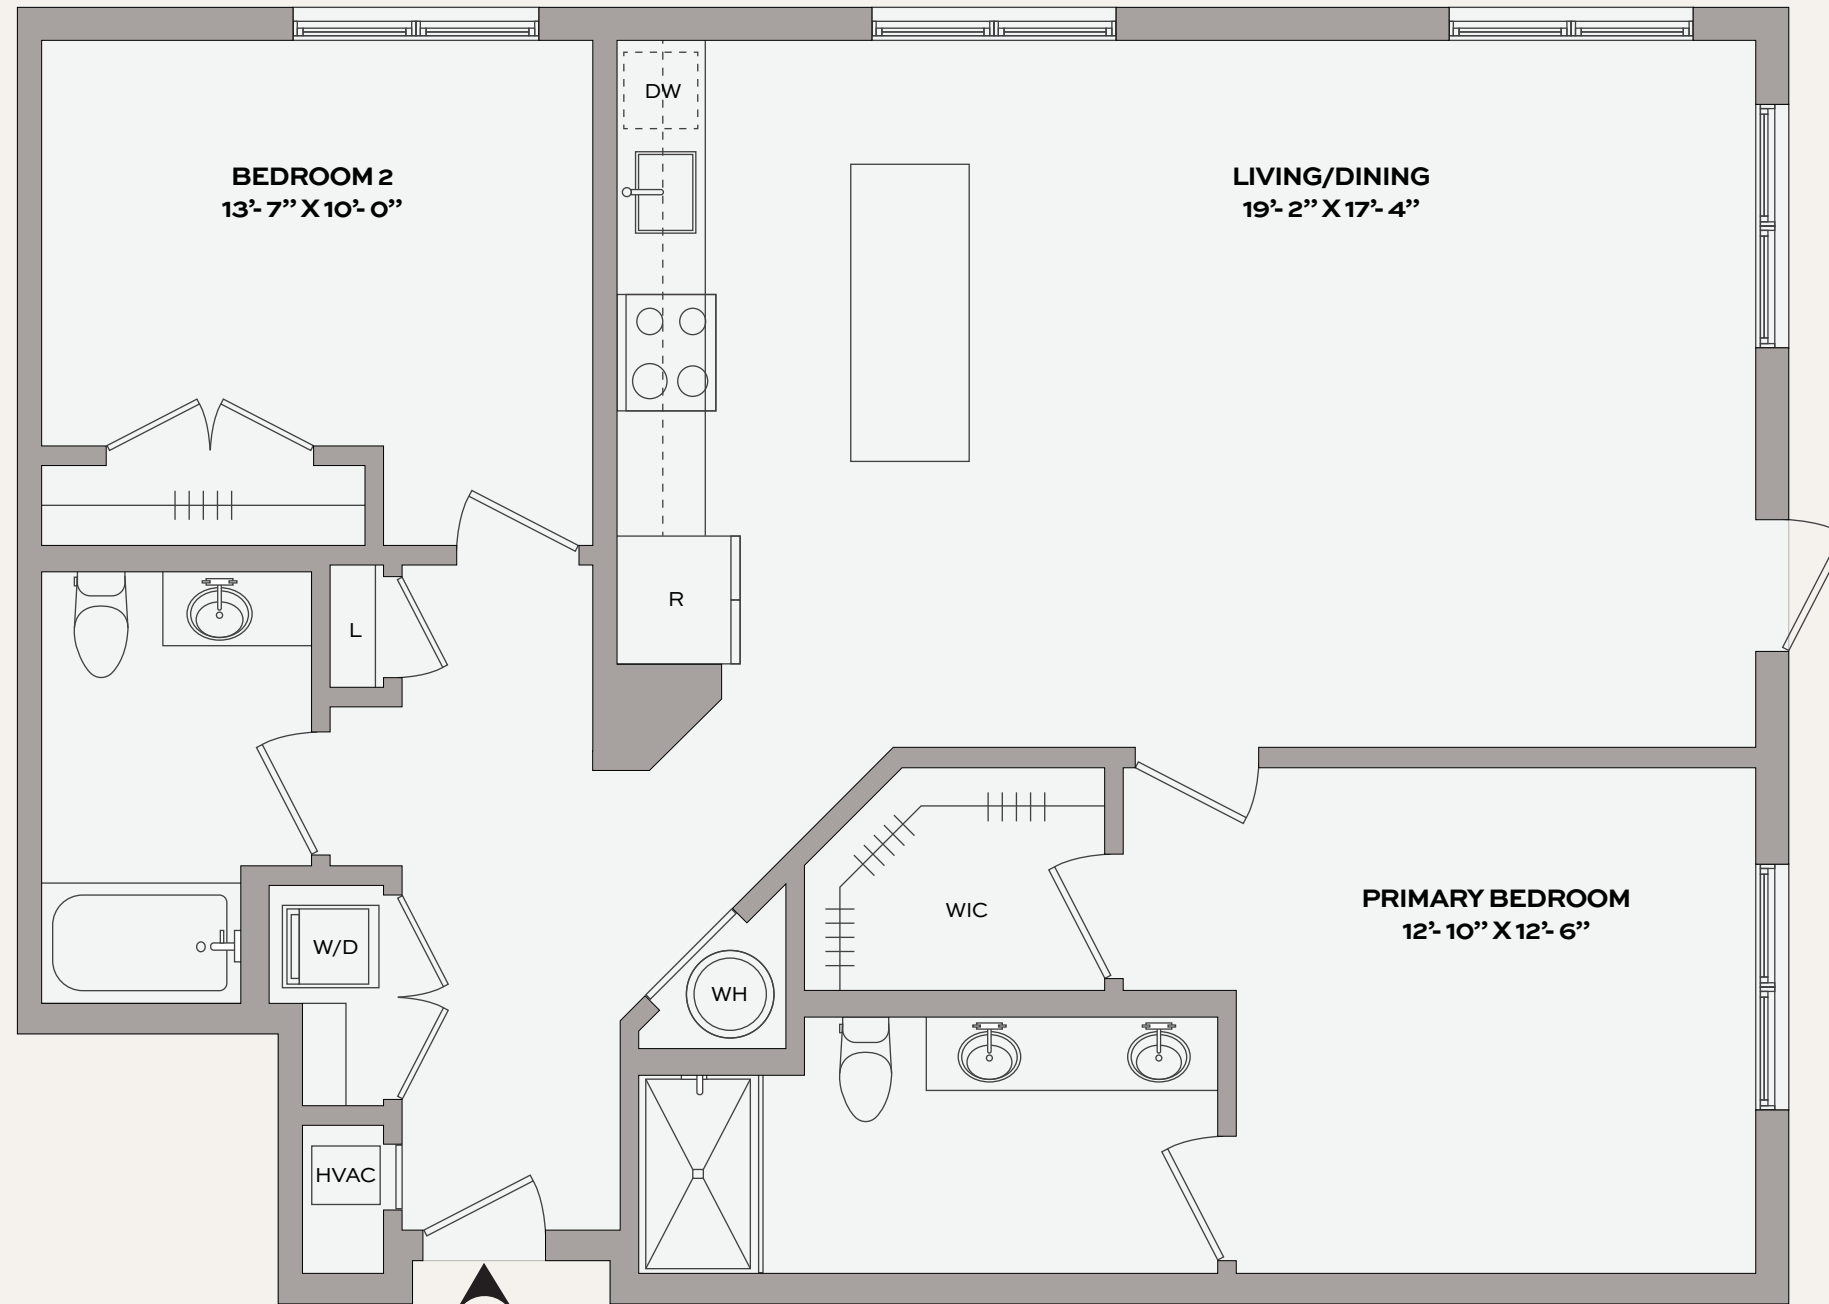 DW
BEDROOM 2
13’- 7” X 10’- 0”
LIVING/DINING
19’- 2” X 17’- 4”
R
L
PRIMARY BEDROOM
12’- 10” X 12’- 6”
WIC
W/D
WH
HVAC